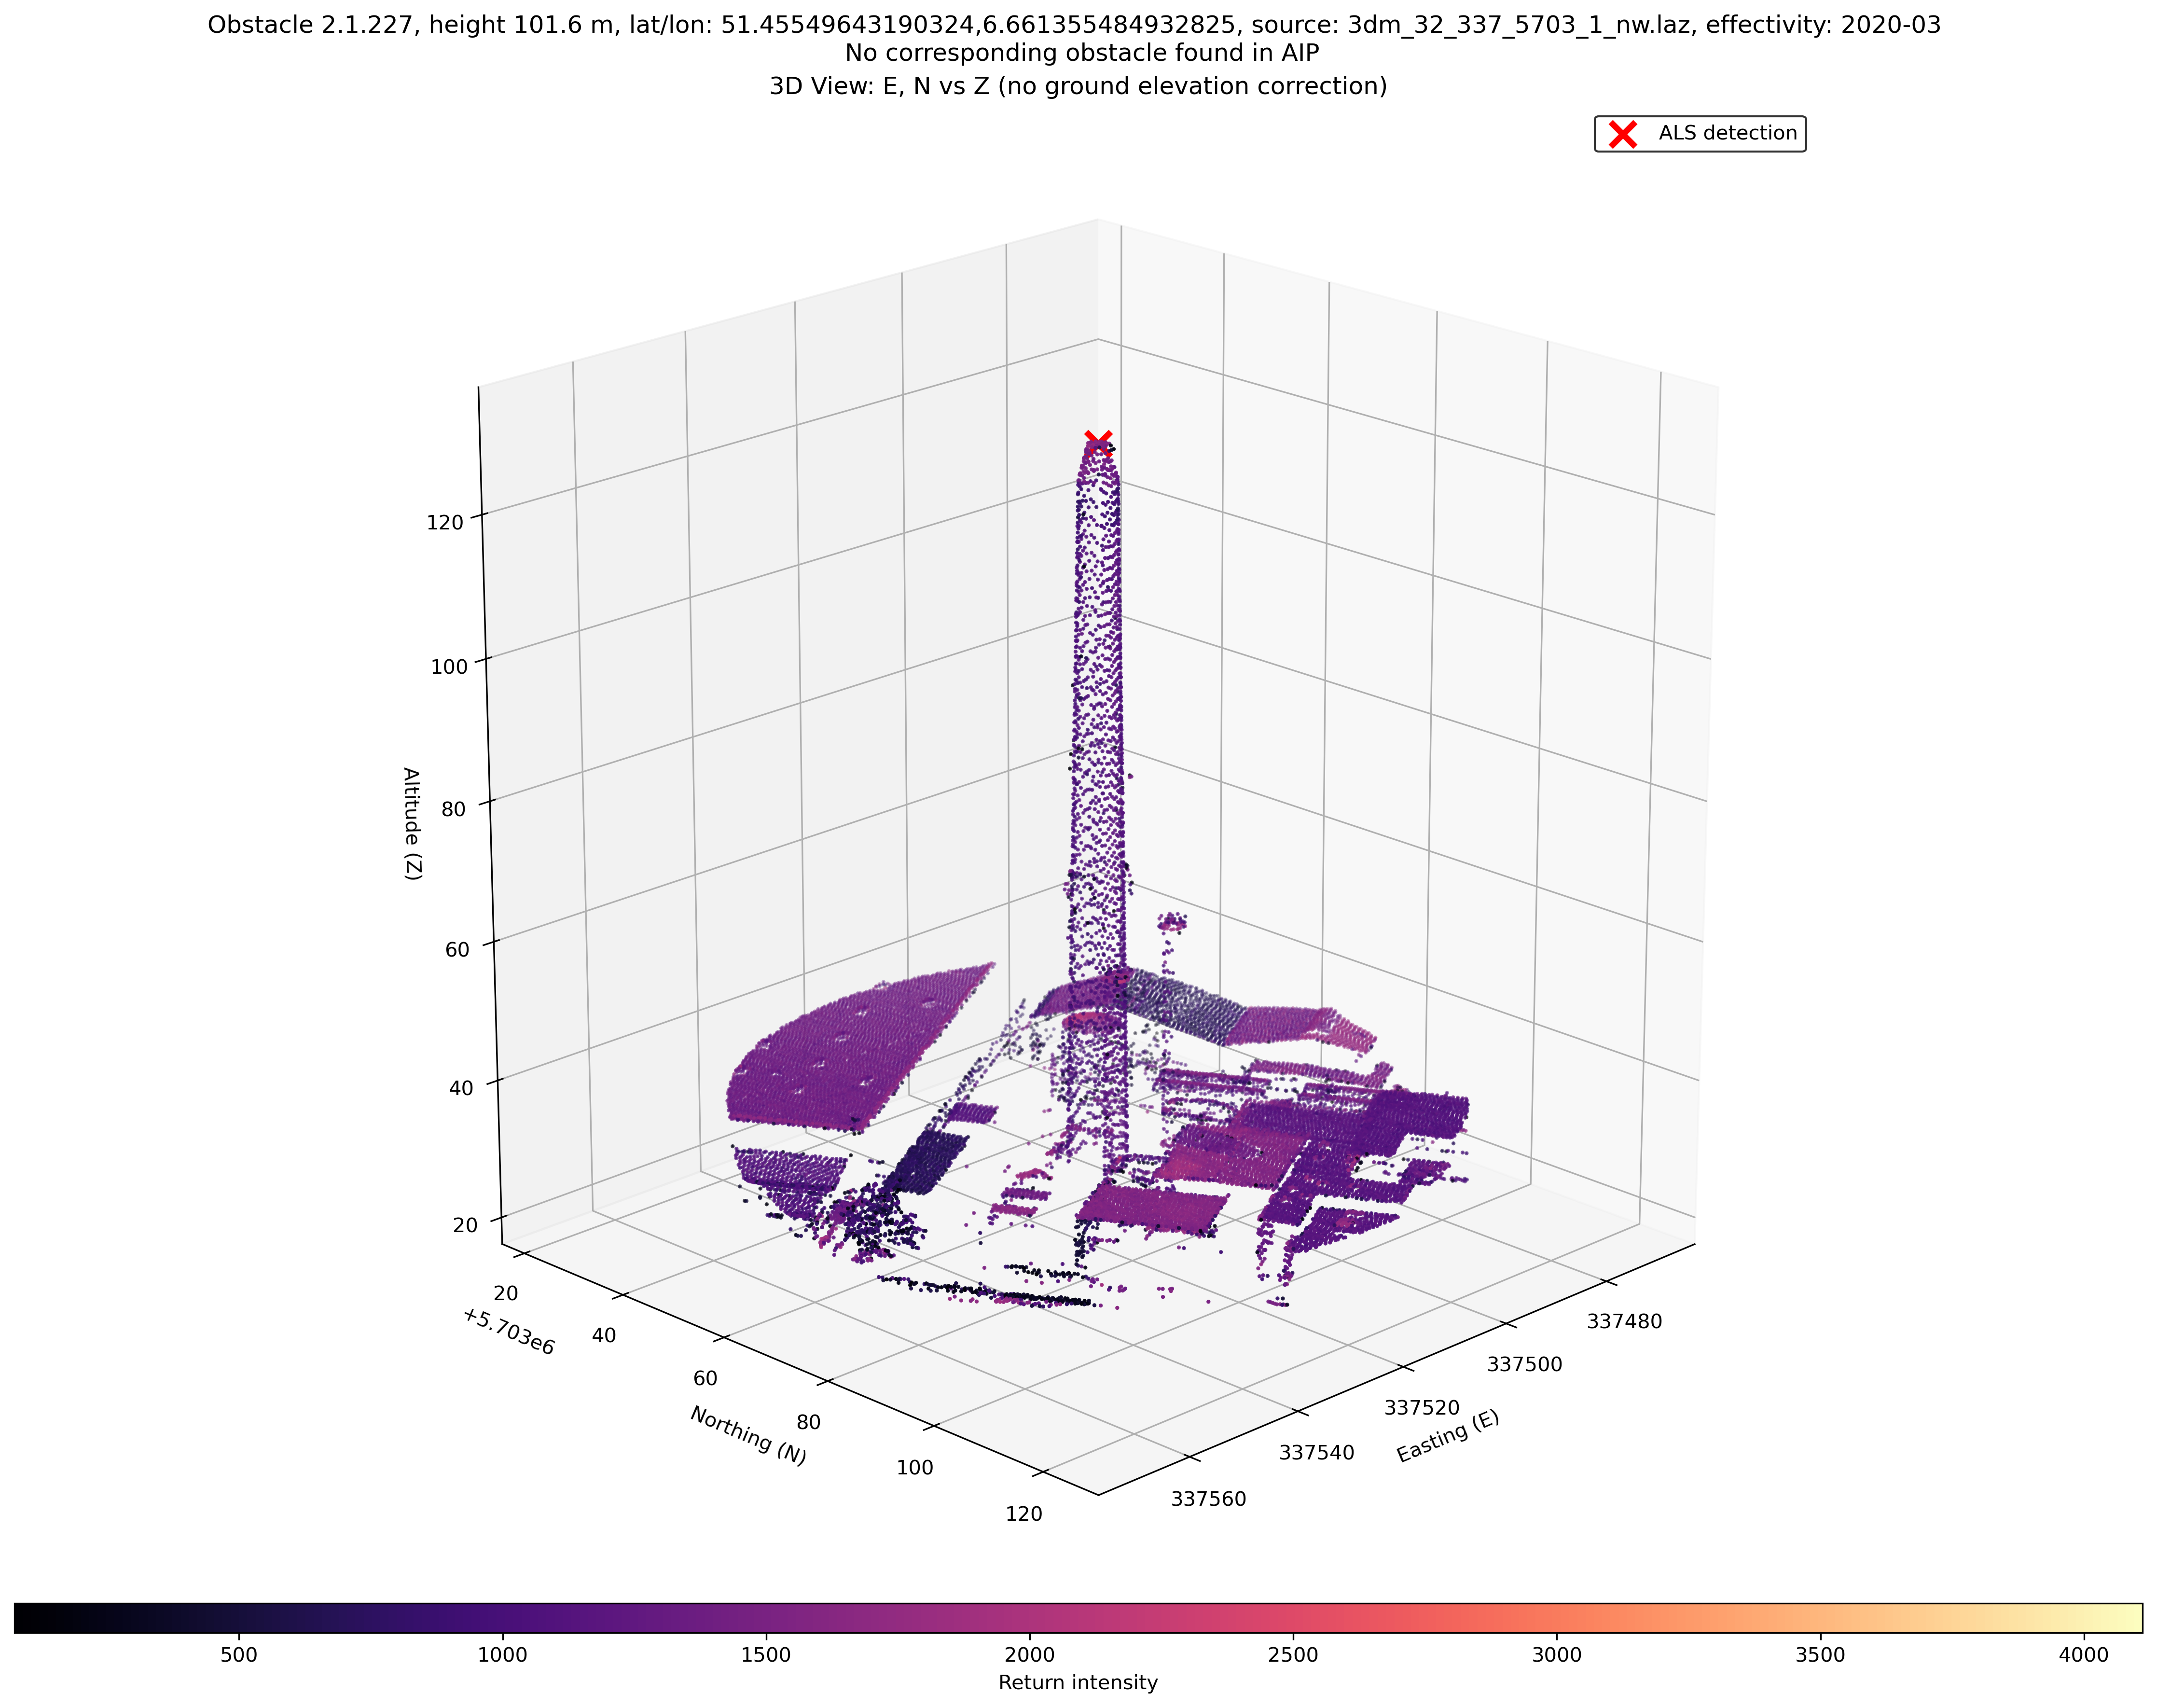 Obstacle 2.1.227, height 101.6 m, lat/lon: 51.45549643190324,6.661355484932825, source: 3dm_32_337_5703_1_nw.laz, effectivity: 2020-03
No corresponding obstacle found in AIP
3D View: E, N vs Z (no ground elevation correction)
ALS detection
120
100
80
60
40
20
Altitude (Z)
20
40
60
80
100
120
+5.703e6
Northing (N)
337480
337500
337520
337540
337560
Easting (E)
500
1000
1500
2000
2500
3000
3500
4000
Return intensity